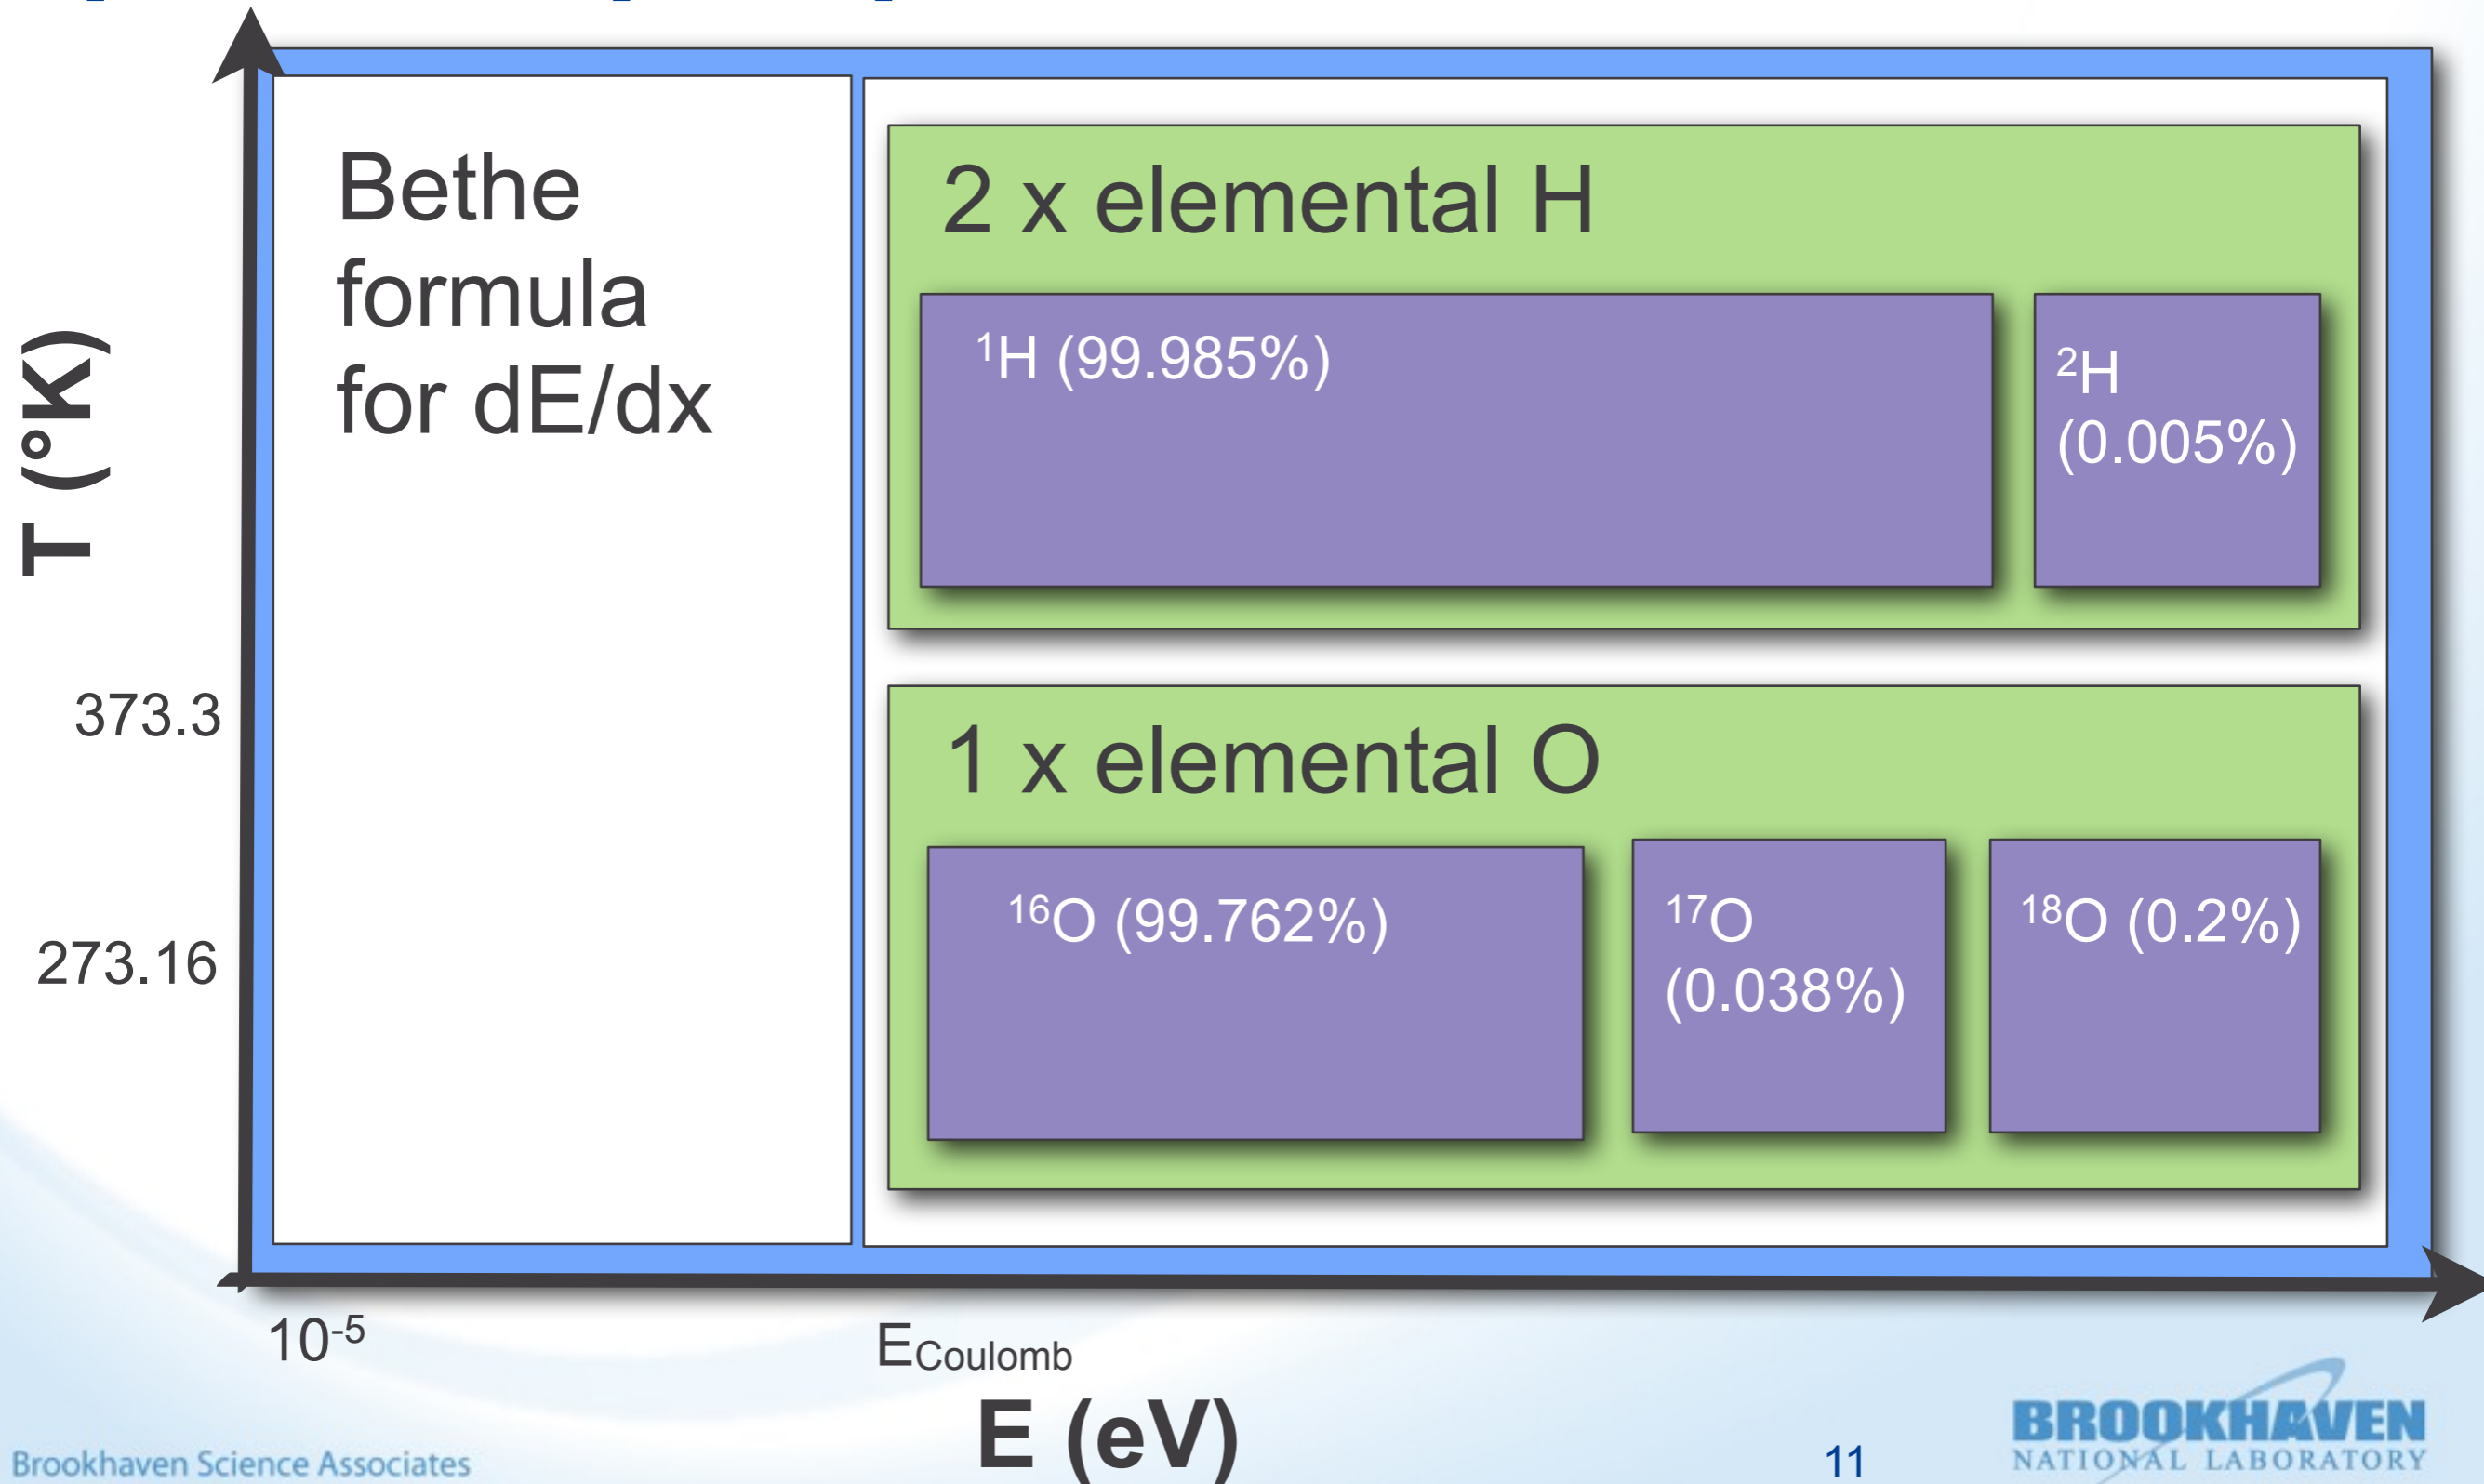 Bethe
formula
for dE/dx
2 x elemental H
¹H (99.985%)
²H
(0.005%)
1 x elemental O
¹⁶O (99.762%)
¹⁷O
(0.038%)
¹⁸O (0.2%)
T (°K)
373.3
273.16
10⁻⁵
E_Coulomb
E (eV)
Brookhaven Science Associates
11
BROOKHAVEN
NATIONAL LABORATORY